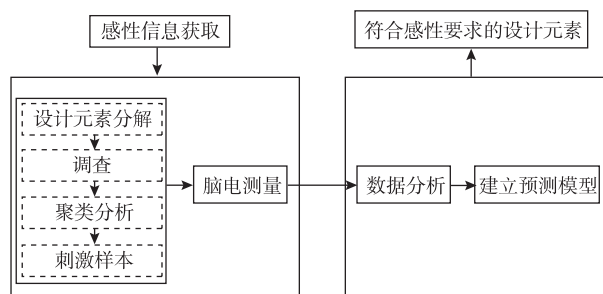 感性信息获取
符合感性要求的设计元素
设计元素分解
调查
聚类分析
刺激样本
脑电测量
数据分析
建立预测模型